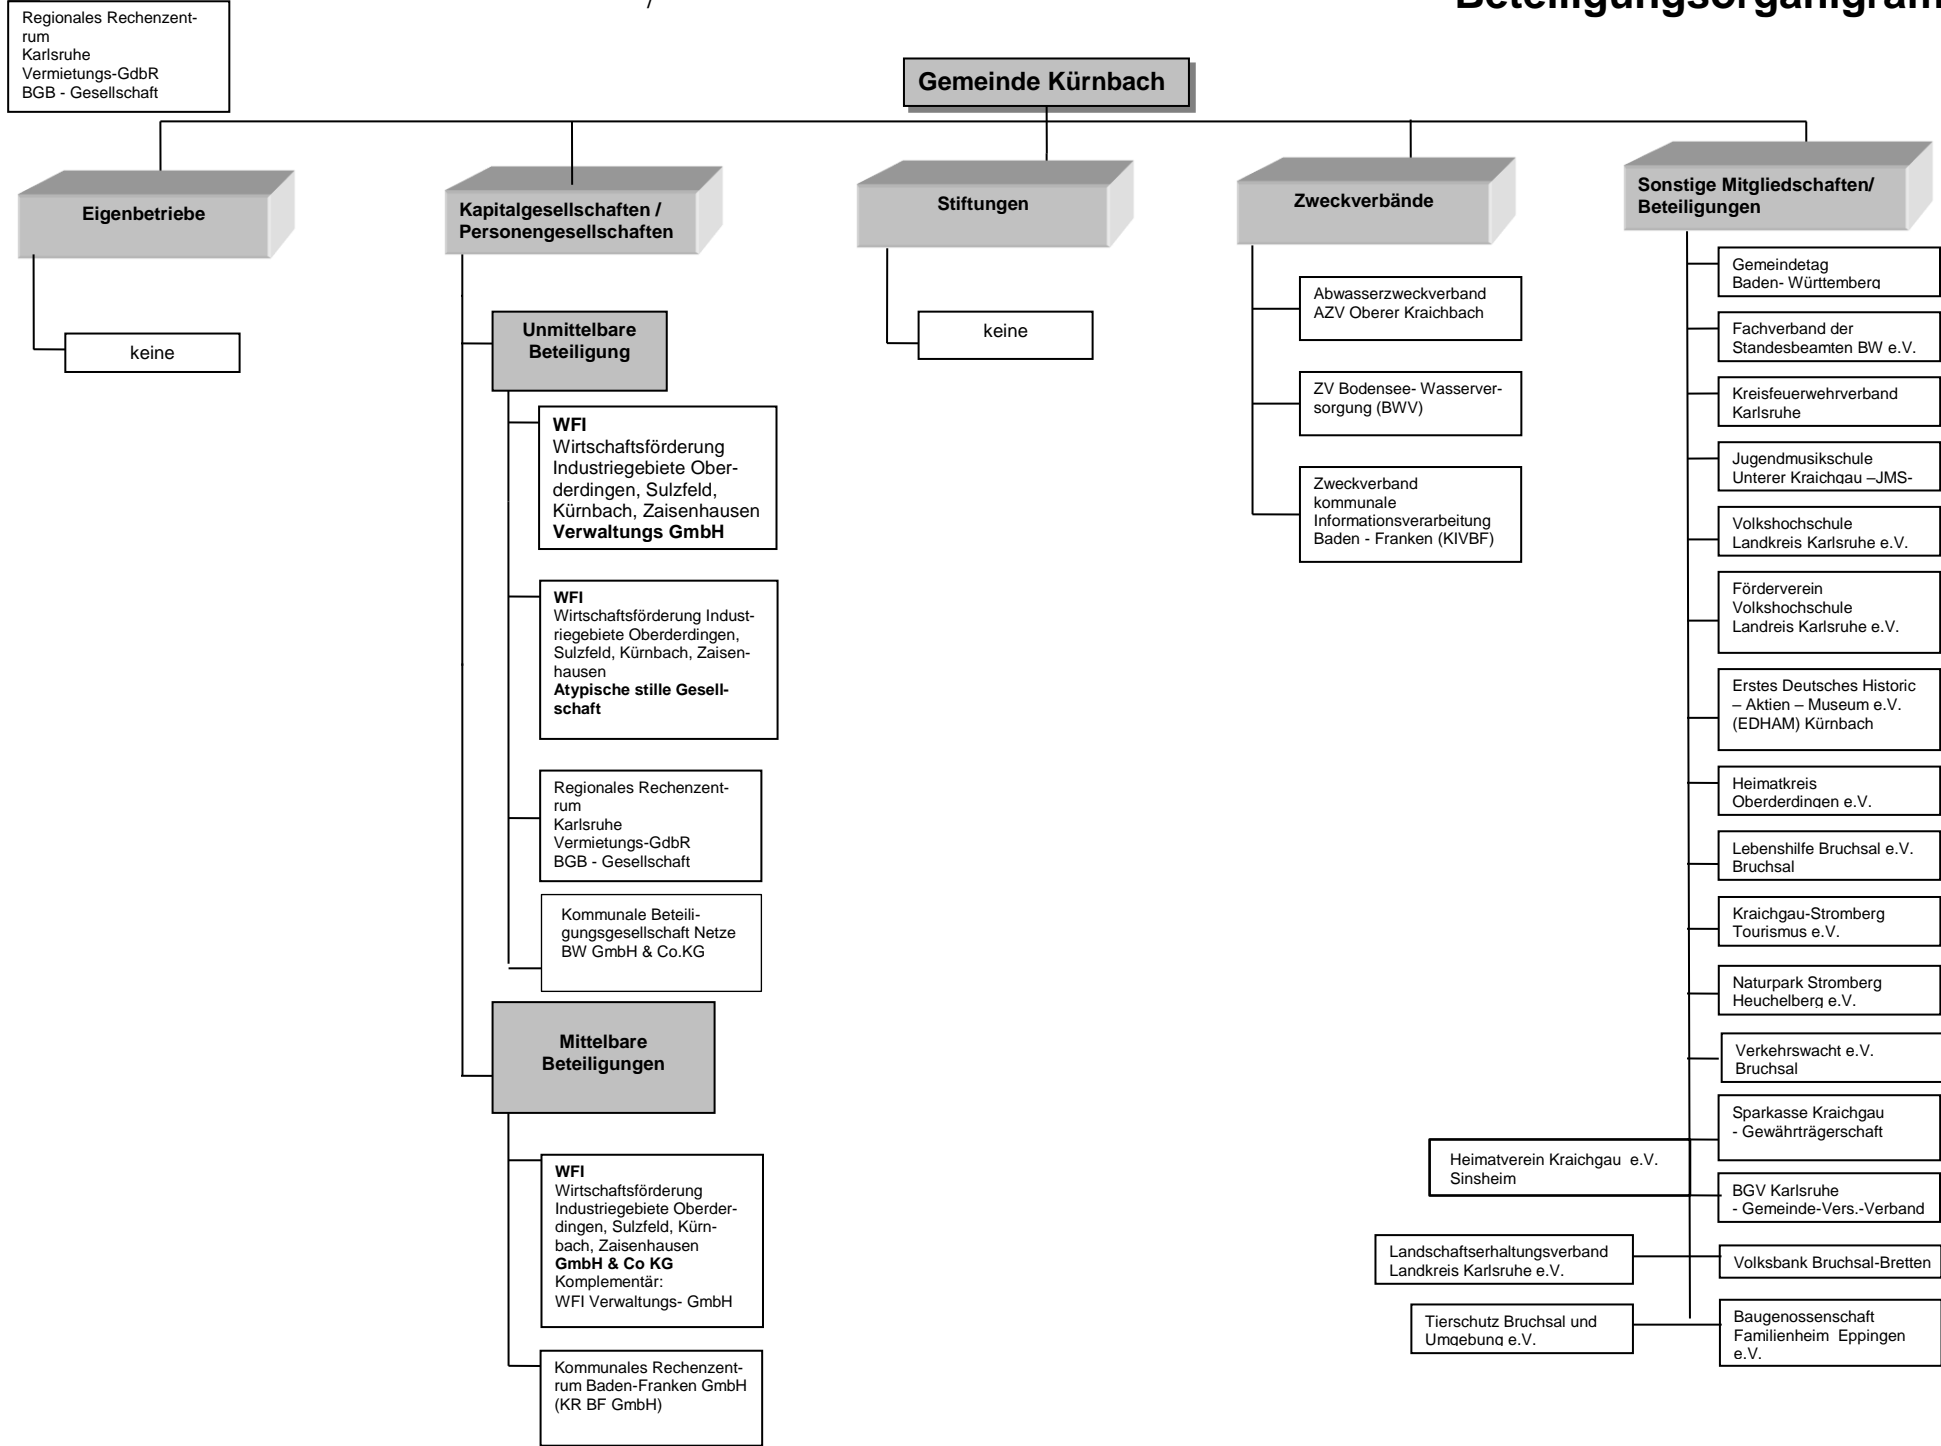 Regionales Rechenzent-
rum
Karlsruhe
Vermietungs-GdbR
BGB - Gesellschaft
/
Gemeinde Kürnbach
Eigenbetriebe
keine
Kapitalgesellschaften /
Personengesellschaften
Unmittelbare
Beteiligung
WFI
Wirtschaftsförderung
Industriegebiete Ober-
derdingen, Sulzfeld,
Kürnbach, Zaisenhausen
Verwaltungs GmbH
WFI
Wirtschaftsförderung Indust-
riegebiete Oberderdingen,
Sulzfeld, Kürnbach, Zaisen-
hausen
Atypische stille Gesell-
schaft
Regionales Rechenzent-
rum
Karlsruhe
Vermietungs-GdbR
BGB - Gesellschaft
Kommunale Beteili-
gungsgesellschaft Netze
BW GmbH & Co.KG
Mittelbare
Beteiligungen
WFI
Wirtschaftsförderung
Industriegebiete Oberder-
dingen, Sulzfeld, Kürn-
bach, Zaisenhausen
GmbH & Co KG
Komplementär:
WFI Verwaltungs- GmbH
Kommunales Rechenzent-
rum Baden-Franken GmbH
(KR BF GmbH)
Stiftungen
keine
Zweckverbände
Abwasserzweckverband
AZV Oberer Kraichbach
ZV Bodensee- Wasserver-
sorgung (BWV)
Zweckverband
kommunale
Informationsverarbeitung
Baden - Franken (KIVBF)
Sonstige Mitgliedschaften/
Beteiligungen
Gemeindetag
Baden- Württemberg
Fachverband der
Standesbeamten BW e.V.
Kreisfeuerwehrverband
Karlsruhe
Jugendmusikschule
Unterer Kraichgau –JMS-
Volkshochschule
Landkreis Karlsruhe e.V.
Förderverein
Volkshochschule
Landreis Karlsruhe e.V.
Erstes Deutsches Historic
– Aktien – Museum e.V.
(EDHAM) Kürnbach
Heimatkreis
Oberderdingen e.V.
Lebenshilfe Bruchsal e.V.
Bruchsal
Kraichgau-Stromberg
Tourismus e.V.
Naturpark Stromberg
Heuchelberg e.V.
Verkehrswacht e.V.
Bruchsal
Sparkasse Kraichgau
- Gewährträgerschaft
Heimatverein Kraichgau e.V.
Sinsheim
BGV Karlsruhe
- Gemeinde-Vers.-Verband
Landschaftserhaltungsverband
Landkreis Karlsruhe e.V.
Volksbank Bruchsal-Bretten
Tierschutz Bruchsal und
Umgebung e.V.
Baugenossenschaft
Familienheim Eppingen
e.V.